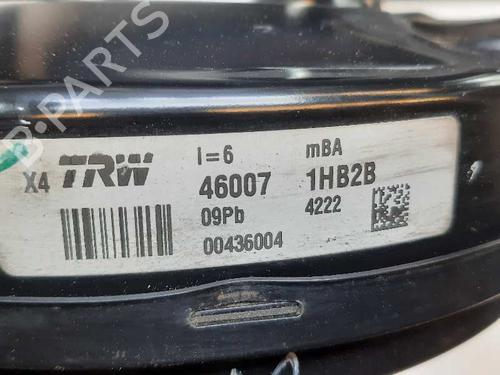 B-PARTS
X4 TRW i=6 mBA
46007 1HB2B
09Pb 4222
00436004